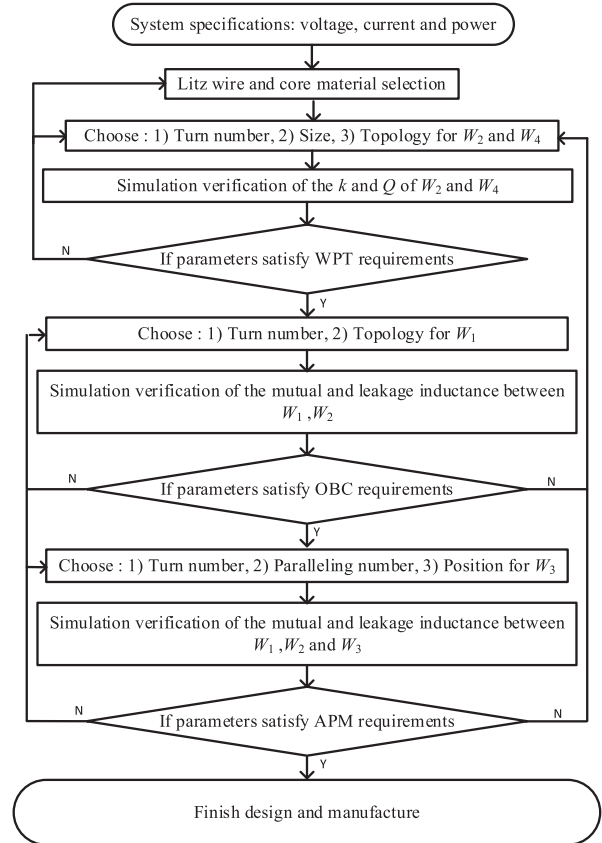 System specifications: voltage, current and power
Litz wire and core material selection
Choose : 1) Turn number, 2) Size, 3) Topology for W2 and W4
Simulation verification of the k and Q of W2 and W4
N
If parameters satisfy WPT requirements
Y
Choose : 1) Turn number, 2) Topology for W1
Simulation verification of the mutual and leakage inductance between
W1 ,W2
N
If parameters satisfy OBC requirements
N
Y
Choose : 1) Turn number, 2) Paralleling number, 3) Position for W3
Simulation verification of the mutual and leakage inductance between
W1 ,W2 and W3
N
If parameters satisfy APM requirements
N
Y
Finish design and manufacture